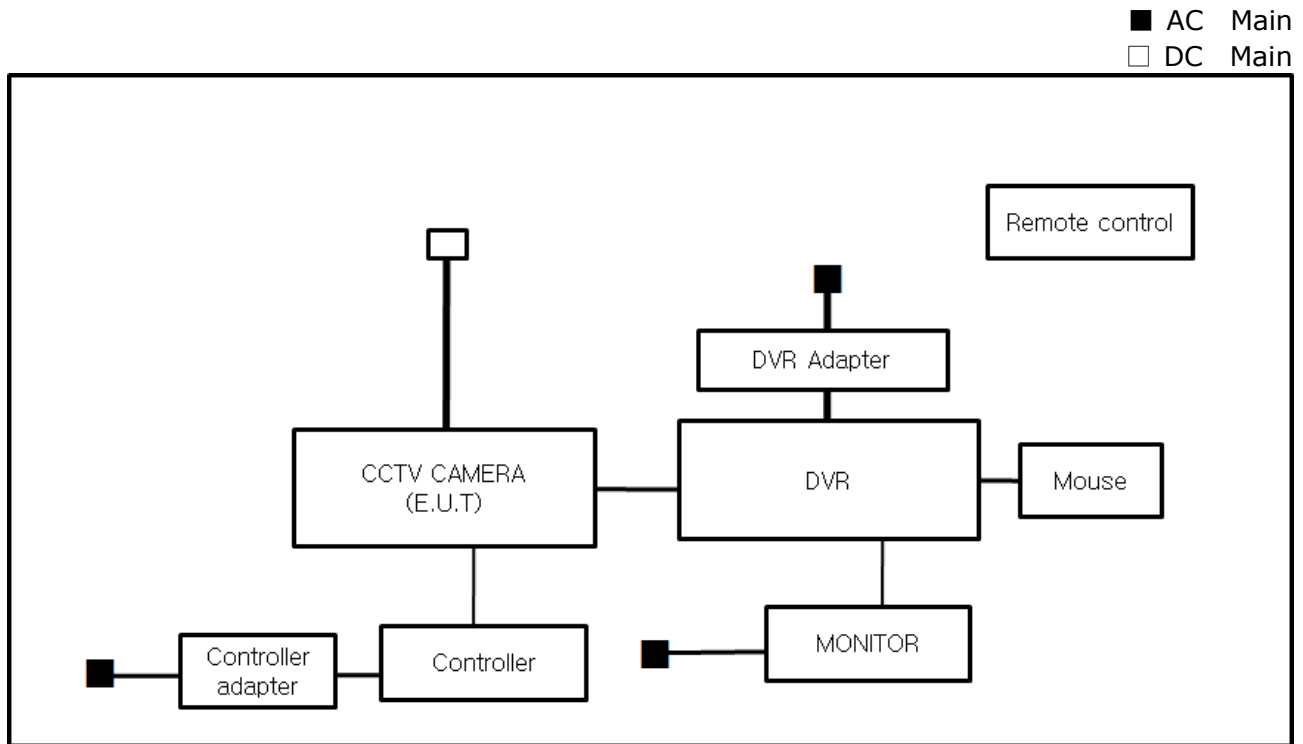 ■ AC Main
□ DC Main
Remote control
DVR Adapter
CCTV CAMERA
(E.U.T)
DVR
Mouse
Controller
adapter
Controller
MONITOR